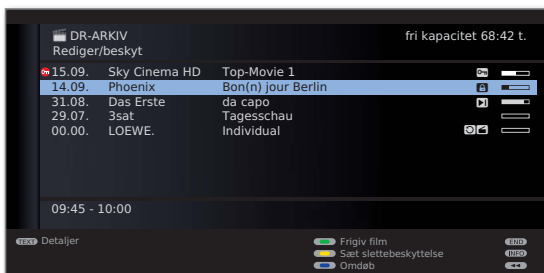 DR-ARKIV fri kapacitet 68:42 t.
Rediger/beskyt
15.09. Sky Cinema HD Top-Movie 1
14.09. Phoenix Bon(n) jour Berlin
31.08. Das Erste da capo
29.07. 3sat Tagesschau
00.00. LOEWE. Individual
09:45 - 10:00
TEXT Detaljer Frigiv film END
Sæt slettebeskyttelse INFO
Omdøb